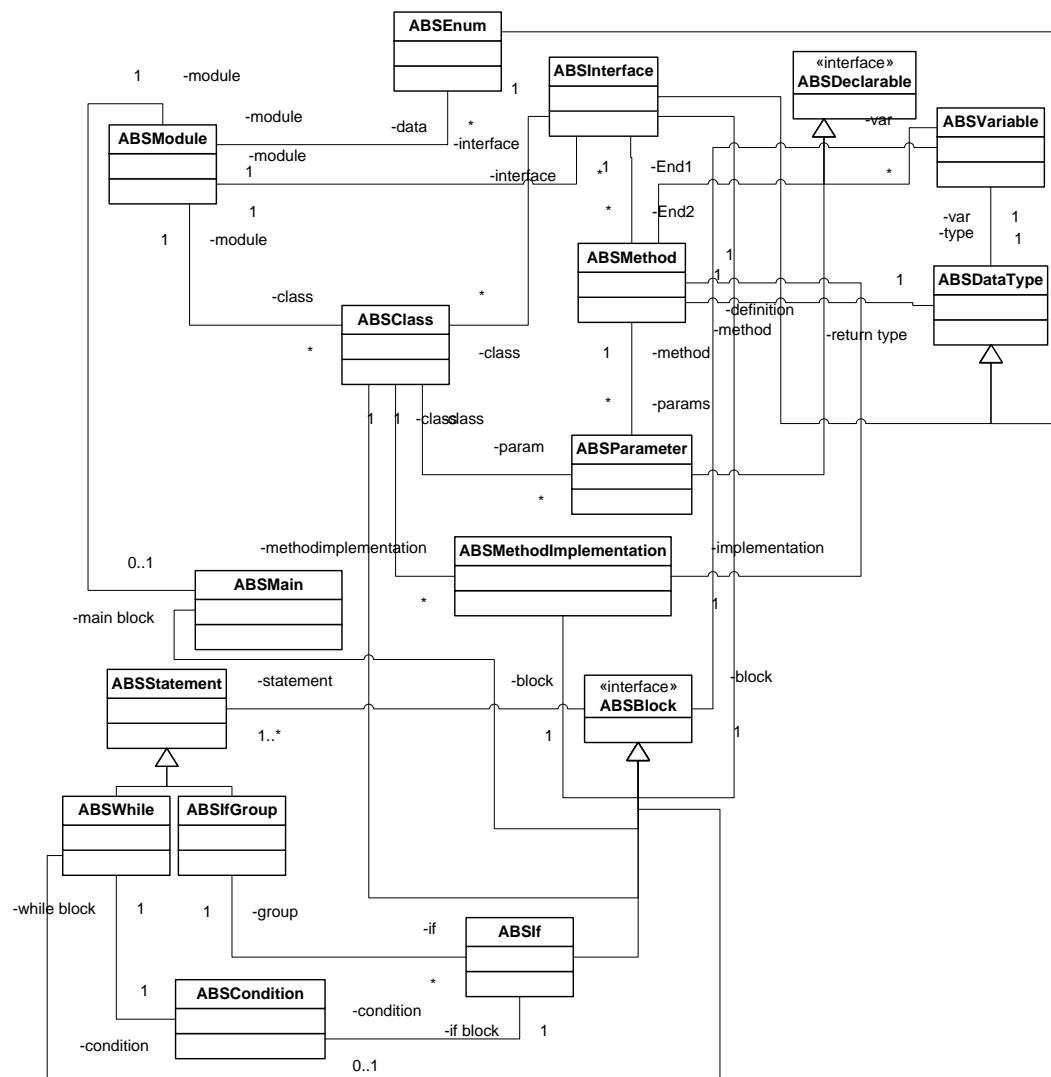 ABSEnum
«interface»
ABSDeclarable
ABSInterface
1
-module
1
-module
-data
*
-interface
-var
ABSVariable
ABSModule
-module
1
-interface
*
1
-End1
*
1
*
-End2
1
-module
-var
1
-type
1
ABSMethod
1
1
1
ABSDataType
-class
*
-definition
-method
-return type
ABSClass
*
-class
1
-method
1
1
-class
-class
*
-params
-param
ABSParameter
*
-methodimplementation
ABSMethodImplementation
-implementation
0..1
ABSMain
*
1
-main block
ABSStatement
-statement
-block
«interface»
ABSBlock
-block
1..*
1
1
ABSWhile
ABSIfGroup
-while block
1
1
-group
-if
ABSIf
*
1
ABSCondition
-condition
-if block
1
-condition
0..1